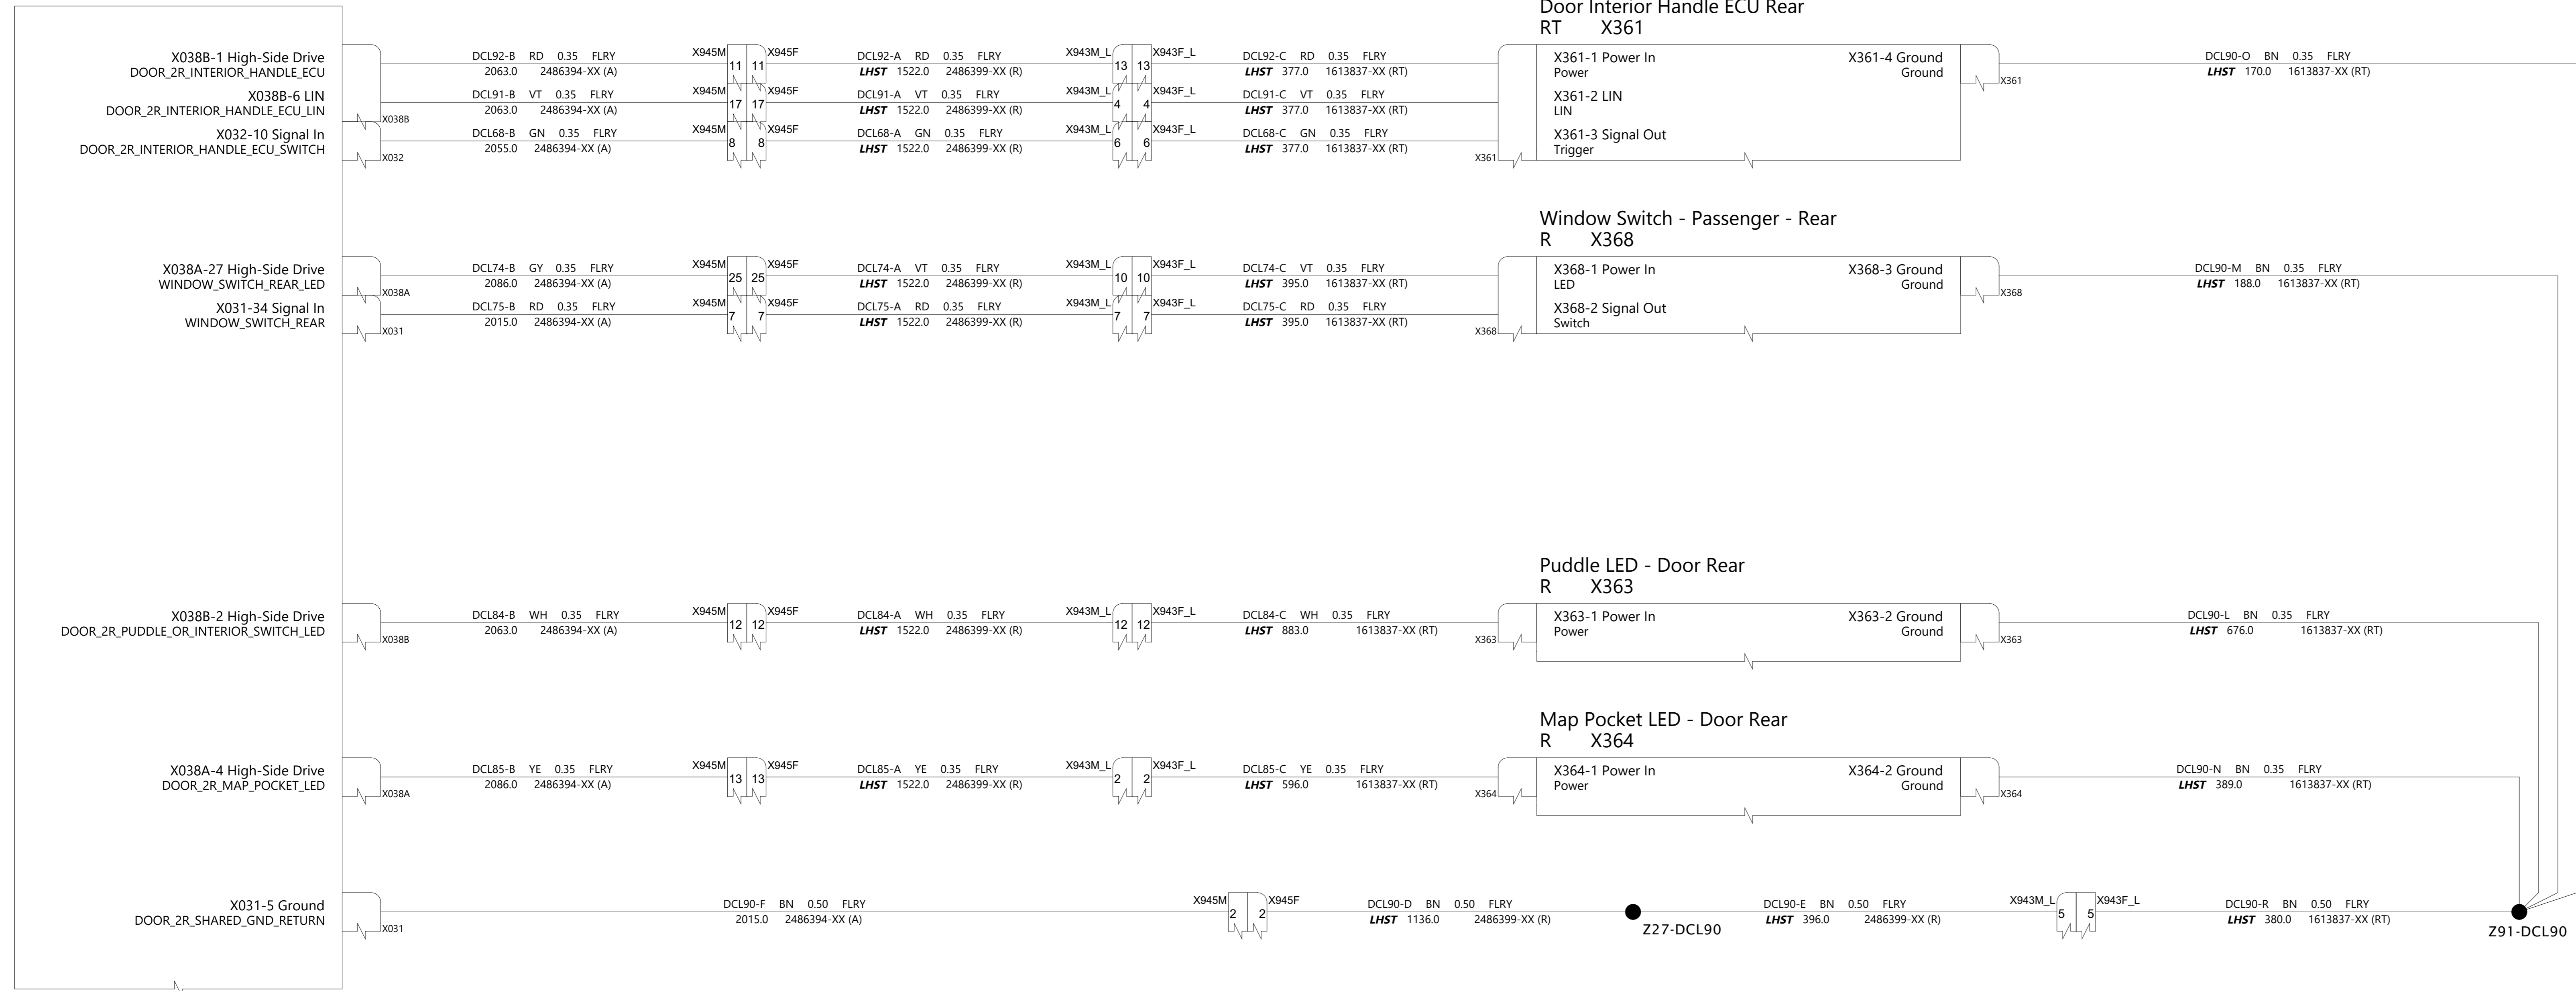 Door Interior Handle ECU Rear
RT X361
X038B-1 High-Side Drive
DOOR_2R_INTERIOR_HANDLE_ECU
DCL92-B RD 0.35 FLRY
2063.0 2486394-XX (A)
X945M 11 11 X945F
DCL92-A RD 0.35 FLRY
LHST 1522.0 2486399-XX (R)
X943M_L 13 13 X943F_L
DCL92-C RD 0.35 FLRY
LHST 377.0 1613837-XX (RT)
X361-1 Power In
Power
X361-4 Ground
Ground
X361
DCL90-O BN 0.35 FLRY
LHST 170.0 1613837-XX (RT)
X038B-6 LIN
DOOR_2R_INTERIOR_HANDLE_ECU_LIN
X038B
DCL91-B VT 0.35 FLRY
2063.0 2486394-XX (A)
X945M 17 17 X945F
DCL91-A VT 0.35 FLRY
LHST 1522.0 2486399-XX (R)
X943M_L 4 4 X943F_L
DCL91-C VT 0.35 FLRY
LHST 377.0 1613837-XX (RT)
X361-2 LIN
LIN
X032-10 Signal In
DOOR_2R_INTERIOR_HANDLE_ECU_SWITCH
X032
DCL68-B GN 0.35 FLRY
2055.0 2486394-XX (A)
X945M 8 8 X945F
DCL68-A GN 0.35 FLRY
LHST 1522.0 2486399-XX (R)
X943M_L 6 6 X943F_L
DCL68-C GN 0.35 FLRY
LHST 377.0 1613837-XX (RT)
X361
X361-3 Signal Out
Trigger
Window Switch - Passenger - Rear
R X368
X038A-27 High-Side Drive
WINDOW_SWITCH_REAR_LED
X038A
DCL74-B GY 0.35 FLRY
2086.0 2486394-XX (A)
X945M 25 25 X945F
DCL74-A VT 0.35 FLRY
LHST 1522.0 2486399-XX (R)
X943M_L 10 10 X943F_L
DCL74-C VT 0.35 FLRY
LHST 395.0 1613837-XX (RT)
X368-1 Power In
LED
X368-3 Ground
Ground
X368
DCL90-M BN 0.35 FLRY
LHST 188.0 1613837-XX (RT)
X031-34 Signal In
WINDOW_SWITCH_REAR
X031
DCL75-B RD 0.35 FLRY
2015.0 2486394-XX (A)
X945M 7 7 X945F
DCL75-A RD 0.35 FLRY
LHST 1522.0 2486399-XX (R)
X943M_L 7 7 X943F_L
DCL75-C RD 0.35 FLRY
LHST 395.0 1613837-XX (RT)
X368
X368-2 Signal Out
Switch
Puddle LED - Door Rear
R X363
X038B-2 High-Side Drive
DOOR_2R_PUDDLE_OR_INTERIOR_SWITCH_LED
X038B
DCL84-B WH 0.35 FLRY
2063.0 2486394-XX (A)
X945M 12 12 X945F
DCL84-A WH 0.35 FLRY
LHST 1522.0 2486399-XX (R)
X943M_L 12 12 X943F_L
DCL84-C WH 0.35 FLRY
LHST 883.0 1613837-XX (RT)
X363
X363-1 Power In
Power
X363-2 Ground
Ground
X363
DCL90-L BN 0.35 FLRY
LHST 676.0 1613837-XX (RT)
Map Pocket LED - Door Rear
R X364
X038A-4 High-Side Drive
DOOR_2R_MAP_POCKET_LED
X038A
DCL85-B YE 0.35 FLRY
2086.0 2486394-XX (A)
X945M 13 13 X945F
DCL85-A YE 0.35 FLRY
LHST 1522.0 2486399-XX (R)
X943M_L 2 2 X943F_L
DCL85-C YE 0.35 FLRY
LHST 596.0 1613837-XX (RT)
X364
X364-1 Power In
Power
X364-2 Ground
Ground
X364
DCL90-N BN 0.35 FLRY
LHST 389.0 1613837-XX (RT)
X031-5 Ground
DOOR_2R_SHARED_GND_RETURN
X031
DCL90-F BN 0.50 FLRY
2015.0 2486394-XX (A)
X945M 2 2 X945F
DCL90-D BN 0.50 FLRY
LHST 1136.0 2486399-XX (R)
Z27-DCL90
DCL90-E BN 0.50 FLRY
LHST 396.0 2486399-XX (R)
X943M_L 5 5 X943F_L
DCL90-R BN 0.50 FLRY
LHST 380.0 1613837-XX (RT)
Z91-DCL90